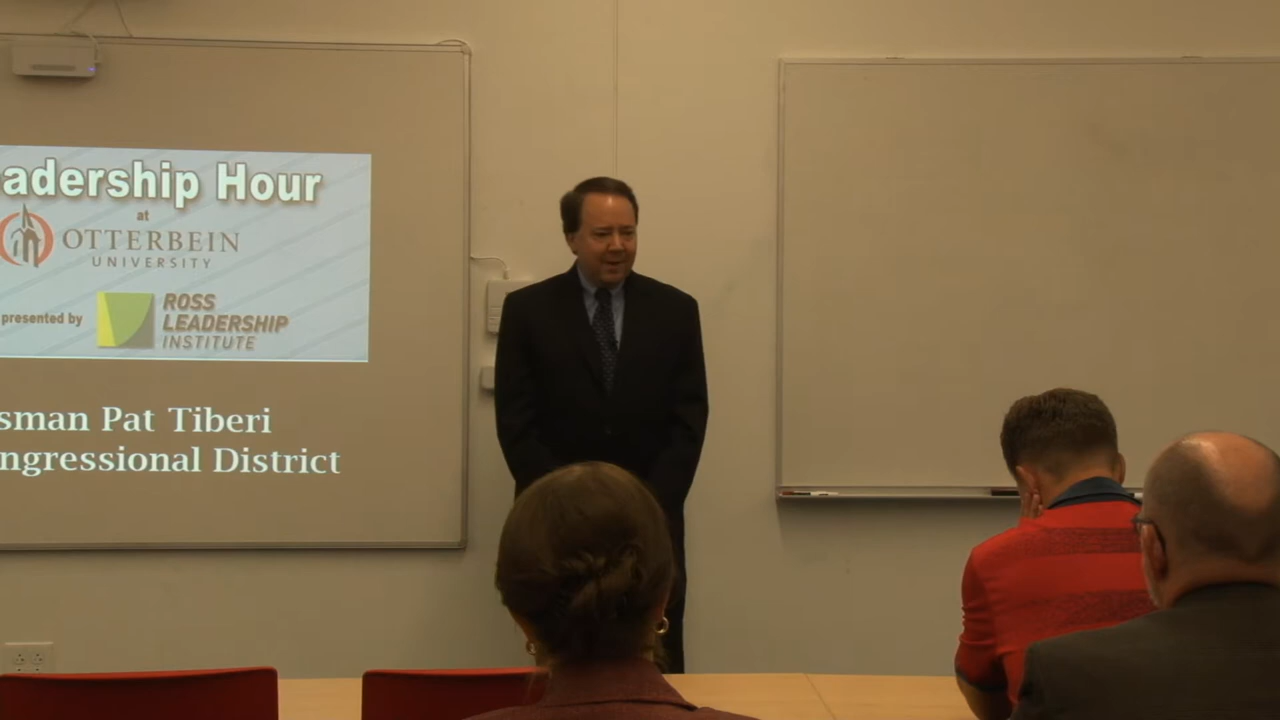 adership Hour
at
OTTERBEIN
UNIVERSITY
presented by
ROSS
LEADERSHIP
INSTITUTE
sman Pat Tiberi
ngressional District